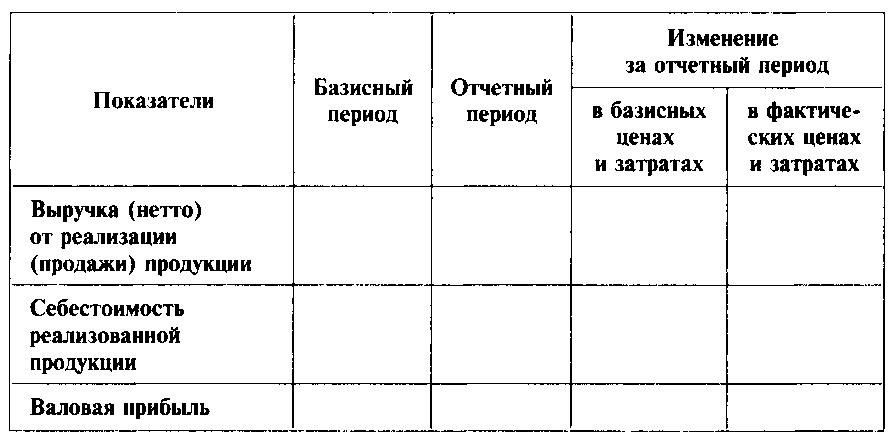 Показатели
Базисный
период
Отчетный
период
Изменение
за отчетный период
в базисных
ценах
и затратах
в фактиче-
ских ценах
и затратах
Выручка (нетто)
от реализации
(продажи) продукции
Себестоимость
реализованной
продукции
Валовая прибыль